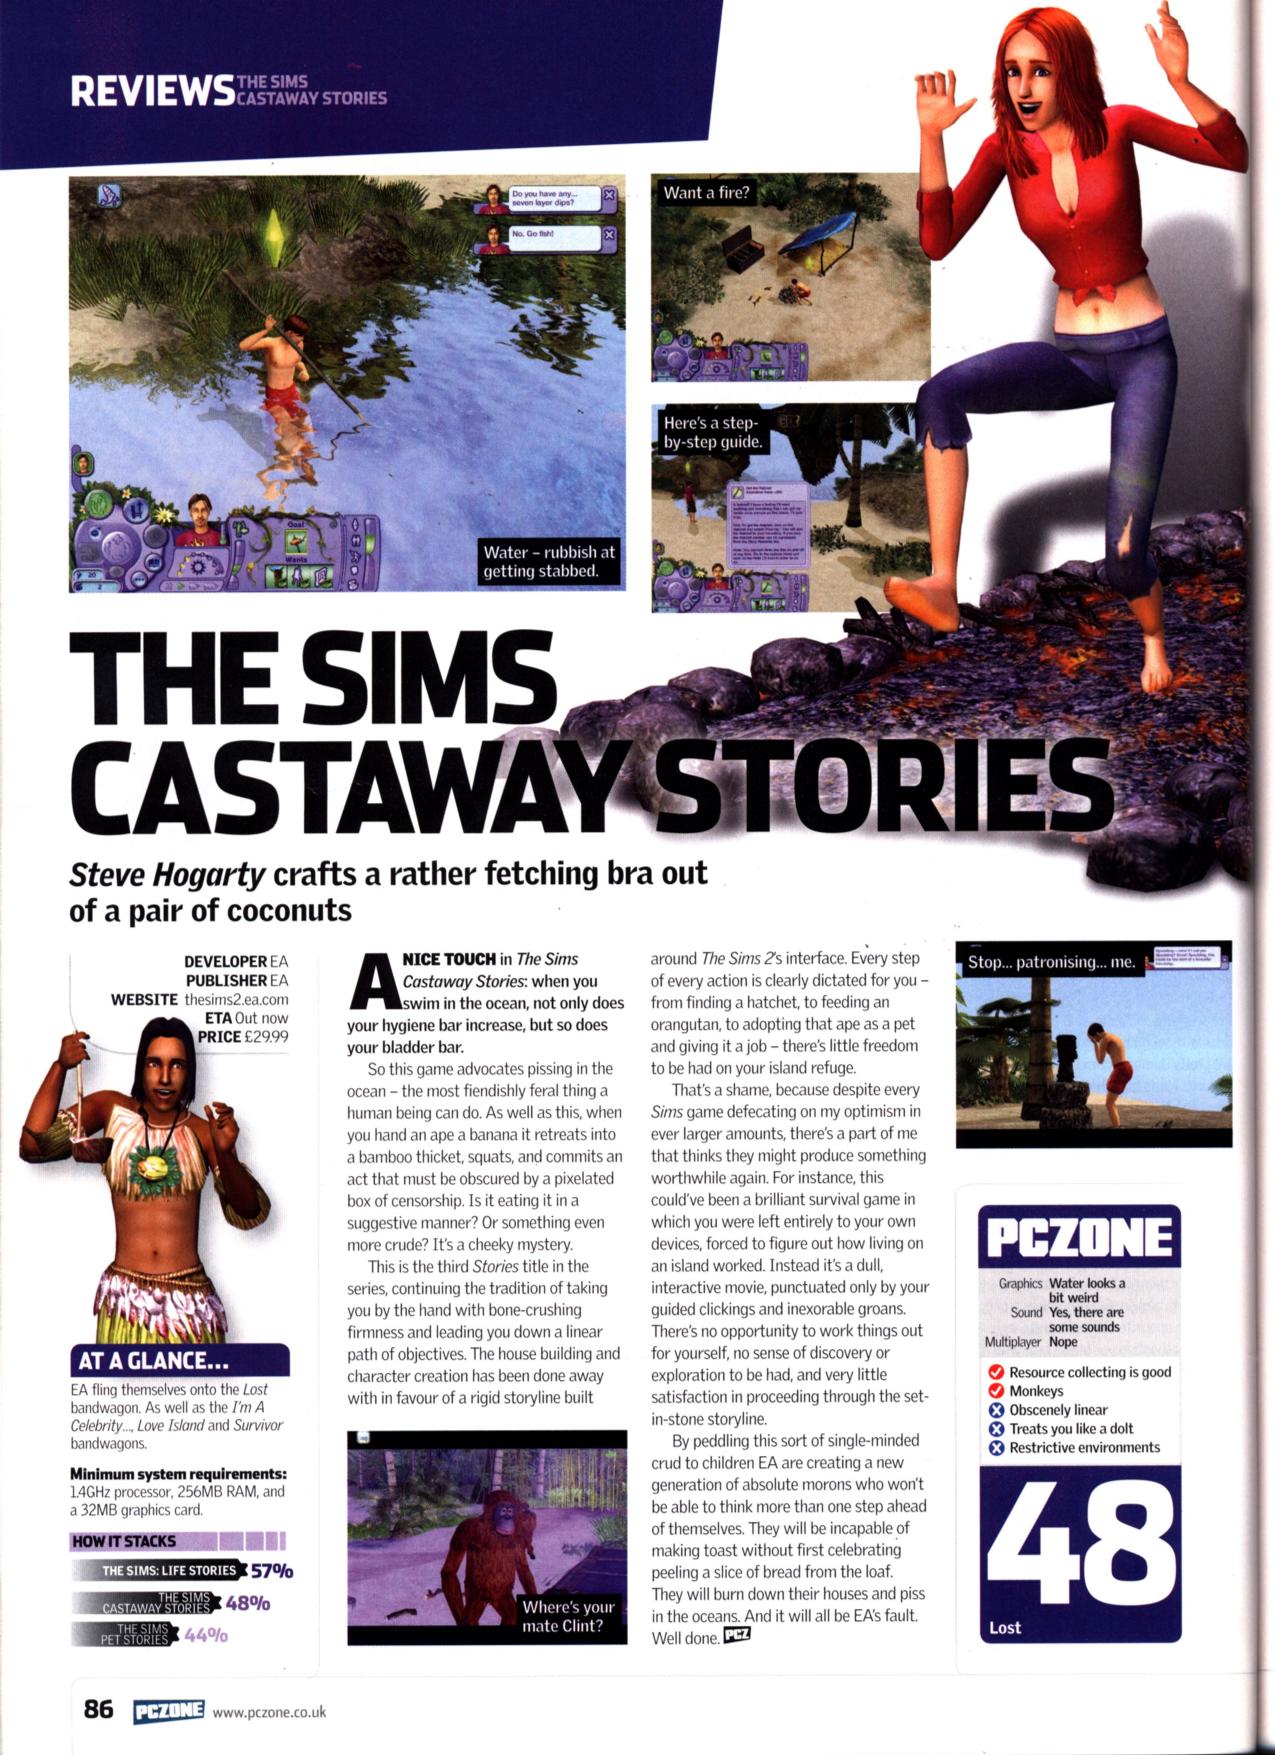 REVIEWS THE SIMS
CASTAWAY STORIES
Do you have any...
seven layer dips?
No. Go fish!
Goal
Wants
Water – rubbish at
getting stabbed.
Want a fire?
Here's a step-
by-step guide.
THE SIMS
CASTAWAY STORIES
Steve Hogarty crafts a rather fetching bra out
of a pair of coconuts
DEVELOPER EA
PUBLISHER EA
WEBSITE thesims2.ea.com
ETA Out now
PRICE £29.99
AT A GLANCE...
EA fling themselves onto the Lost
bandwagon. As well as the I'm A
Celebrity..., Love Island and Survivor
bandwagons.
Minimum system requirements:
1.4GHz processor, 256MB RAM, and
a 32MB graphics card.
HOW IT STACKS
THE SIMS: LIFE STORIES 57%
THE SIMS
CASTAWAY STORIES 48%
THE SIMS
PET STORIES 44%
A NICE TOUCH in The Sims
Castaway Stories: when you
swim in the ocean, not only does
your hygiene bar increase, but so does
your bladder bar.
So this game advocates pissing in the
ocean – the most fiendishly feral thing a
human being can do. As well as this, when
you hand an ape a banana it retreats into
a bamboo thicket, squats, and commits an
act that must be obscured by a pixelated
box of censorship. Is it eating it in a
suggestive manner? Or something even
more crude? It's a cheeky mystery.
This is the third Stories title in the
series, continuing the tradition of taking
you by the hand with bone-crushing
firmness and leading you down a linear
path of objectives. The house building and
character creation has been done away
with in favour of a rigid storyline built
Where's your
mate Clint?
around The Sims 2's interface. Every step
of every action is clearly dictated for you –
from finding a hatchet, to feeding an
orangutan, to adopting that ape as a pet
and giving it a job – there's little freedom
to be had on your island refuge.
That's a shame, because despite every
Sims game defecating on my optimism in
ever larger amounts, there's a part of me
that thinks they might produce something
worthwhile again. For instance, this
could've been a brilliant survival game in
which you were left entirely to your own
devices, forced to figure out how living on
an island worked. Instead it's a dull,
interactive movie, punctuated only by your
guided clickings and inexorable groans.
There's no opportunity to work things out
for yourself, no sense of discovery or
exploration to be had, and very little
satisfaction in proceeding through the set-
in-stone storyline.
By peddling this sort of single-minded
crud to children EA are creating a new
generation of absolute morons who won't
be able to think more than one step ahead
of themselves. They will be incapable of
making toast without first celebrating
peeling a slice of bread from the loaf.
They will burn down their houses and piss
in the oceans. And it will all be EA's fault.
Well done. PCZ
Stop... patronising... me.
PCZONE
Graphics Water looks a
bit weird
Sound Yes, there are
some sounds
Multiplayer Nope
Resource collecting is good
Monkeys
Obscenely linear
Treats you like a dolt
Restrictive environments
48
Lost
86 PCZONE www.pczone.co.uk